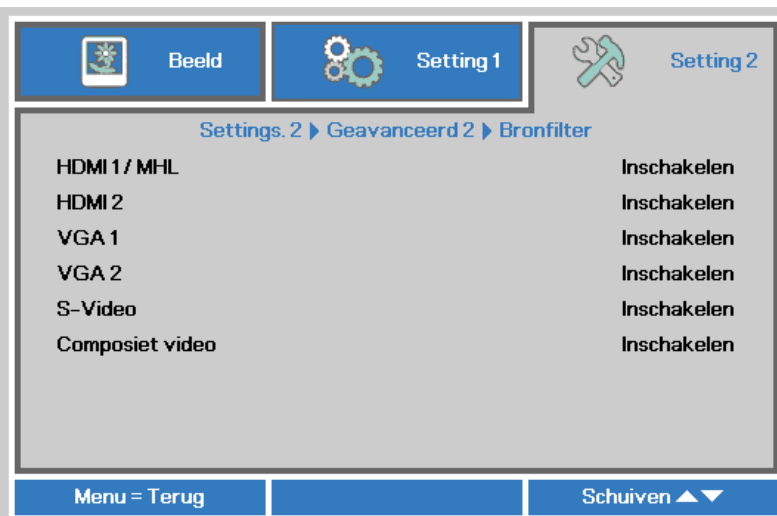 Beeld Setting 1 Setting 2
Settings. 2 ▶ Geavanceerd 2 ▶ Bronfilter
HDMI 1 / MHL Inschakelen
HDMI 2 Inschakelen
VGA 1 Inschakelen
VGA 2 Inschakelen
S-Video Inschakelen
Composiet video Inschakelen
Menu = Terug Schuiven ▲▼